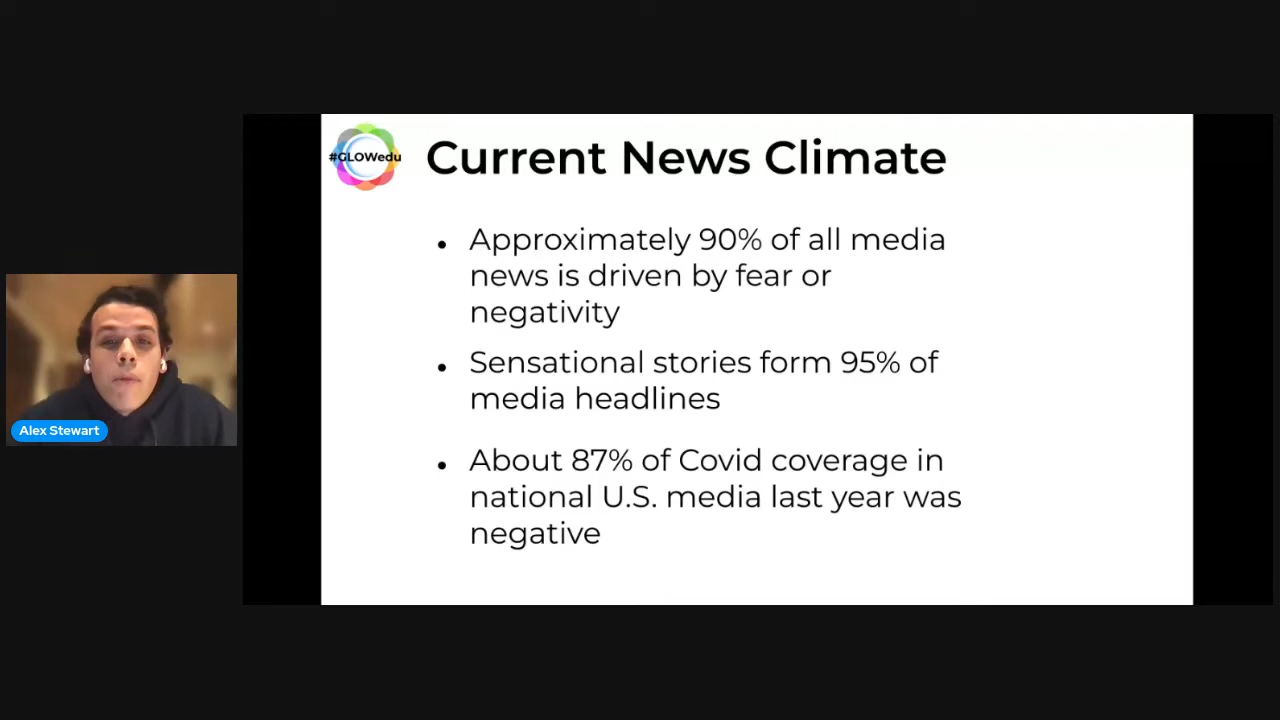 #GLOWedu
Current News Climate
• Approximately 90% of all media
news is driven by fear or
negativity
• Sensational stories form 95% of
media headlines
• About 87% of Covid coverage in
national U.S. media last year was
negative
Alex Stewart